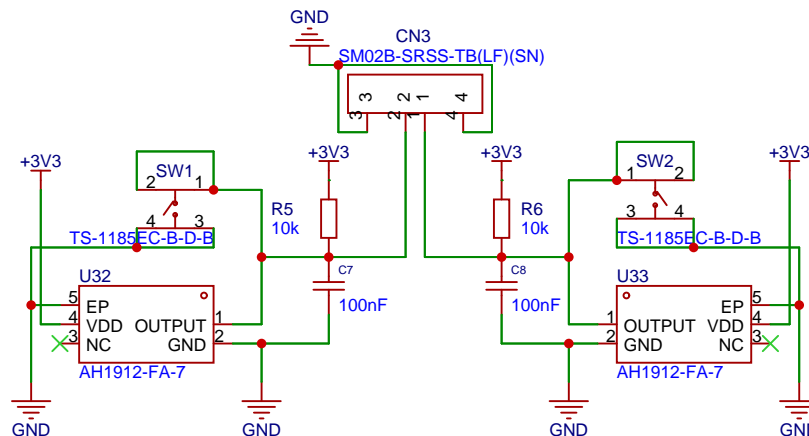 GND
CN3
SM02B-SRSS-TB(LF)(SN)
3 2 1 4
3 2 1 4
+3V3
SW1
2 1
4 3
TS-1185EC-B-D-B
+3V3
R5
10k
C7
100nF
U32
5 EP
4 VDD OUTPUT 1
3 NC GND 2
AH1912-FA-7
GND
GND
+3V3
R6
10k
C8
100nF
SW2
1 2
3 4
TS-1185EC-B-D-B
+3V3
U33
1 OUTPUT VDD 4
2 GND NC 3
EP 5
AH1912-FA-7
GND
GND